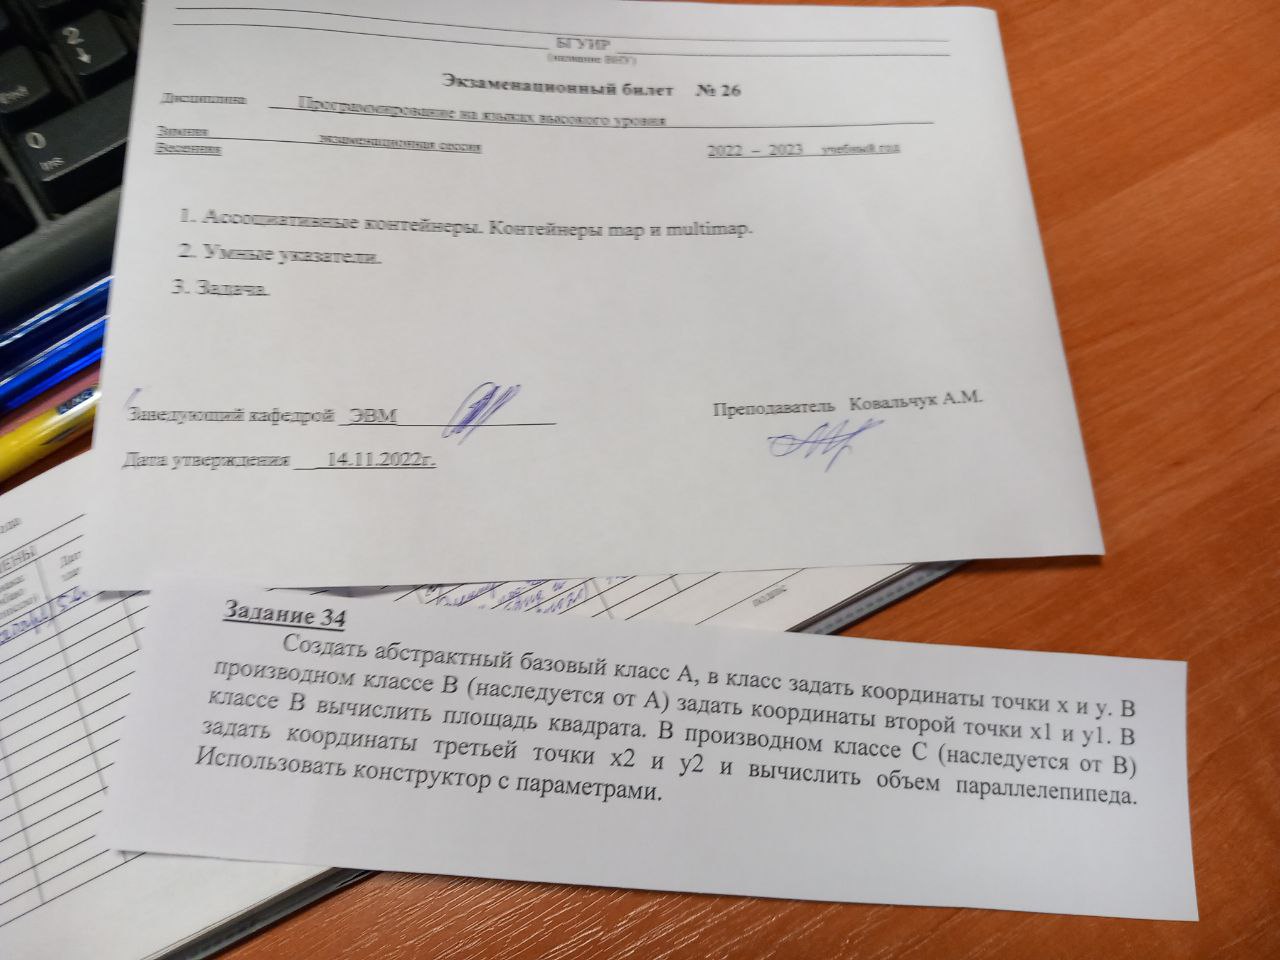 БГУИР
(название ВНУ)
Экзаменационный билет № 26
Дисциплина Программирование на языках высокого уровня
Зимняя
Весенняя экзаменационная сессия 2022 – 2023 учебный год
1. Ассоциативные контейнеры. Контейнеры map и multimap.
2. Умные указатели.
3. Задача.
Заведующий кафедрой ЭВМ
Преподаватель Ковальчук А.М.
Дата утверждения 14.11.2022г.
Задание 34
Создать абстрактный базовый класс А, в класс задать координаты точки x и y. В
производном классе В (наследуется от А) задать координаты второй точки x1 и y1. В
классе В вычислить площадь квадрата. В производном классе С (наследуется от В)
задать координаты третьей точки x2 и y2 и вычислить объем параллелепипеда.
Использовать конструктор с параметрами.
2
0
Ins